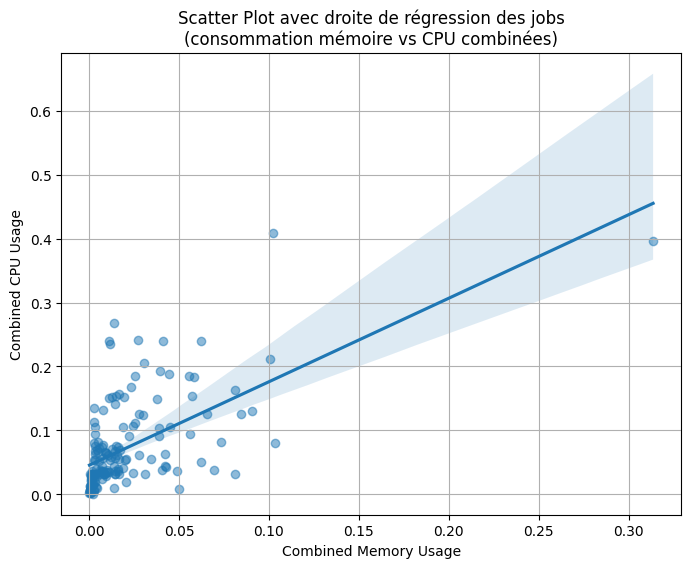 Scatter Plot avec droite de régression des jobs
(consommation mémoire vs CPU combinées)
Combined CPU Usage
0.6
0.5
0.4
0.3
0.2
0.1
0.0
0.00 0.05 0.10 0.15 0.20 0.25 0.30
Combined Memory Usage